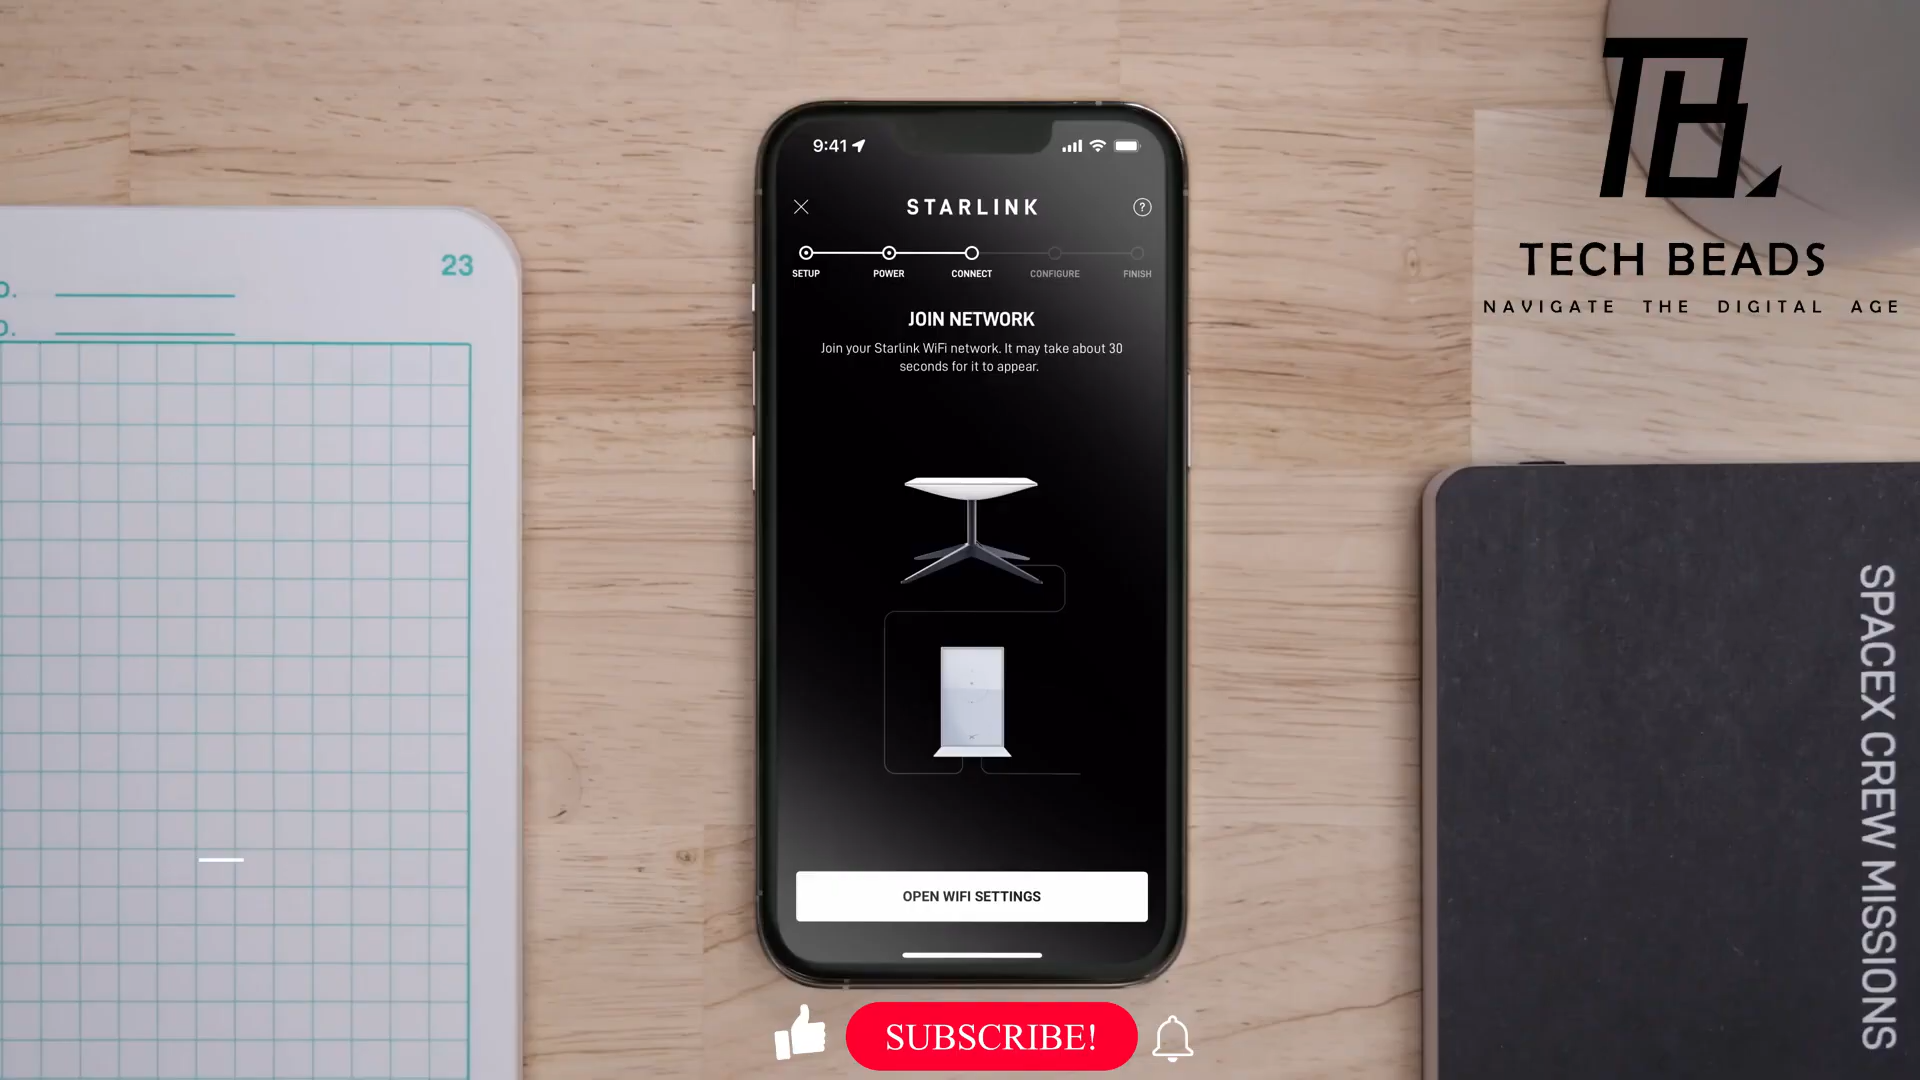 23
9:41
STARLINK
?
SETUP
POWER
CONNECT
CONFIGURE
FINISH
JOIN NETWORK
Join your Starlink WiFi network. It may take about 30
seconds for it to appear.
OPEN WIFI SETTINGS
TB.
TECH BEADS
NAVIGATE THE DIGITAL AGE
SPACEX CREW MISSIONS
SUBSCRIBE!